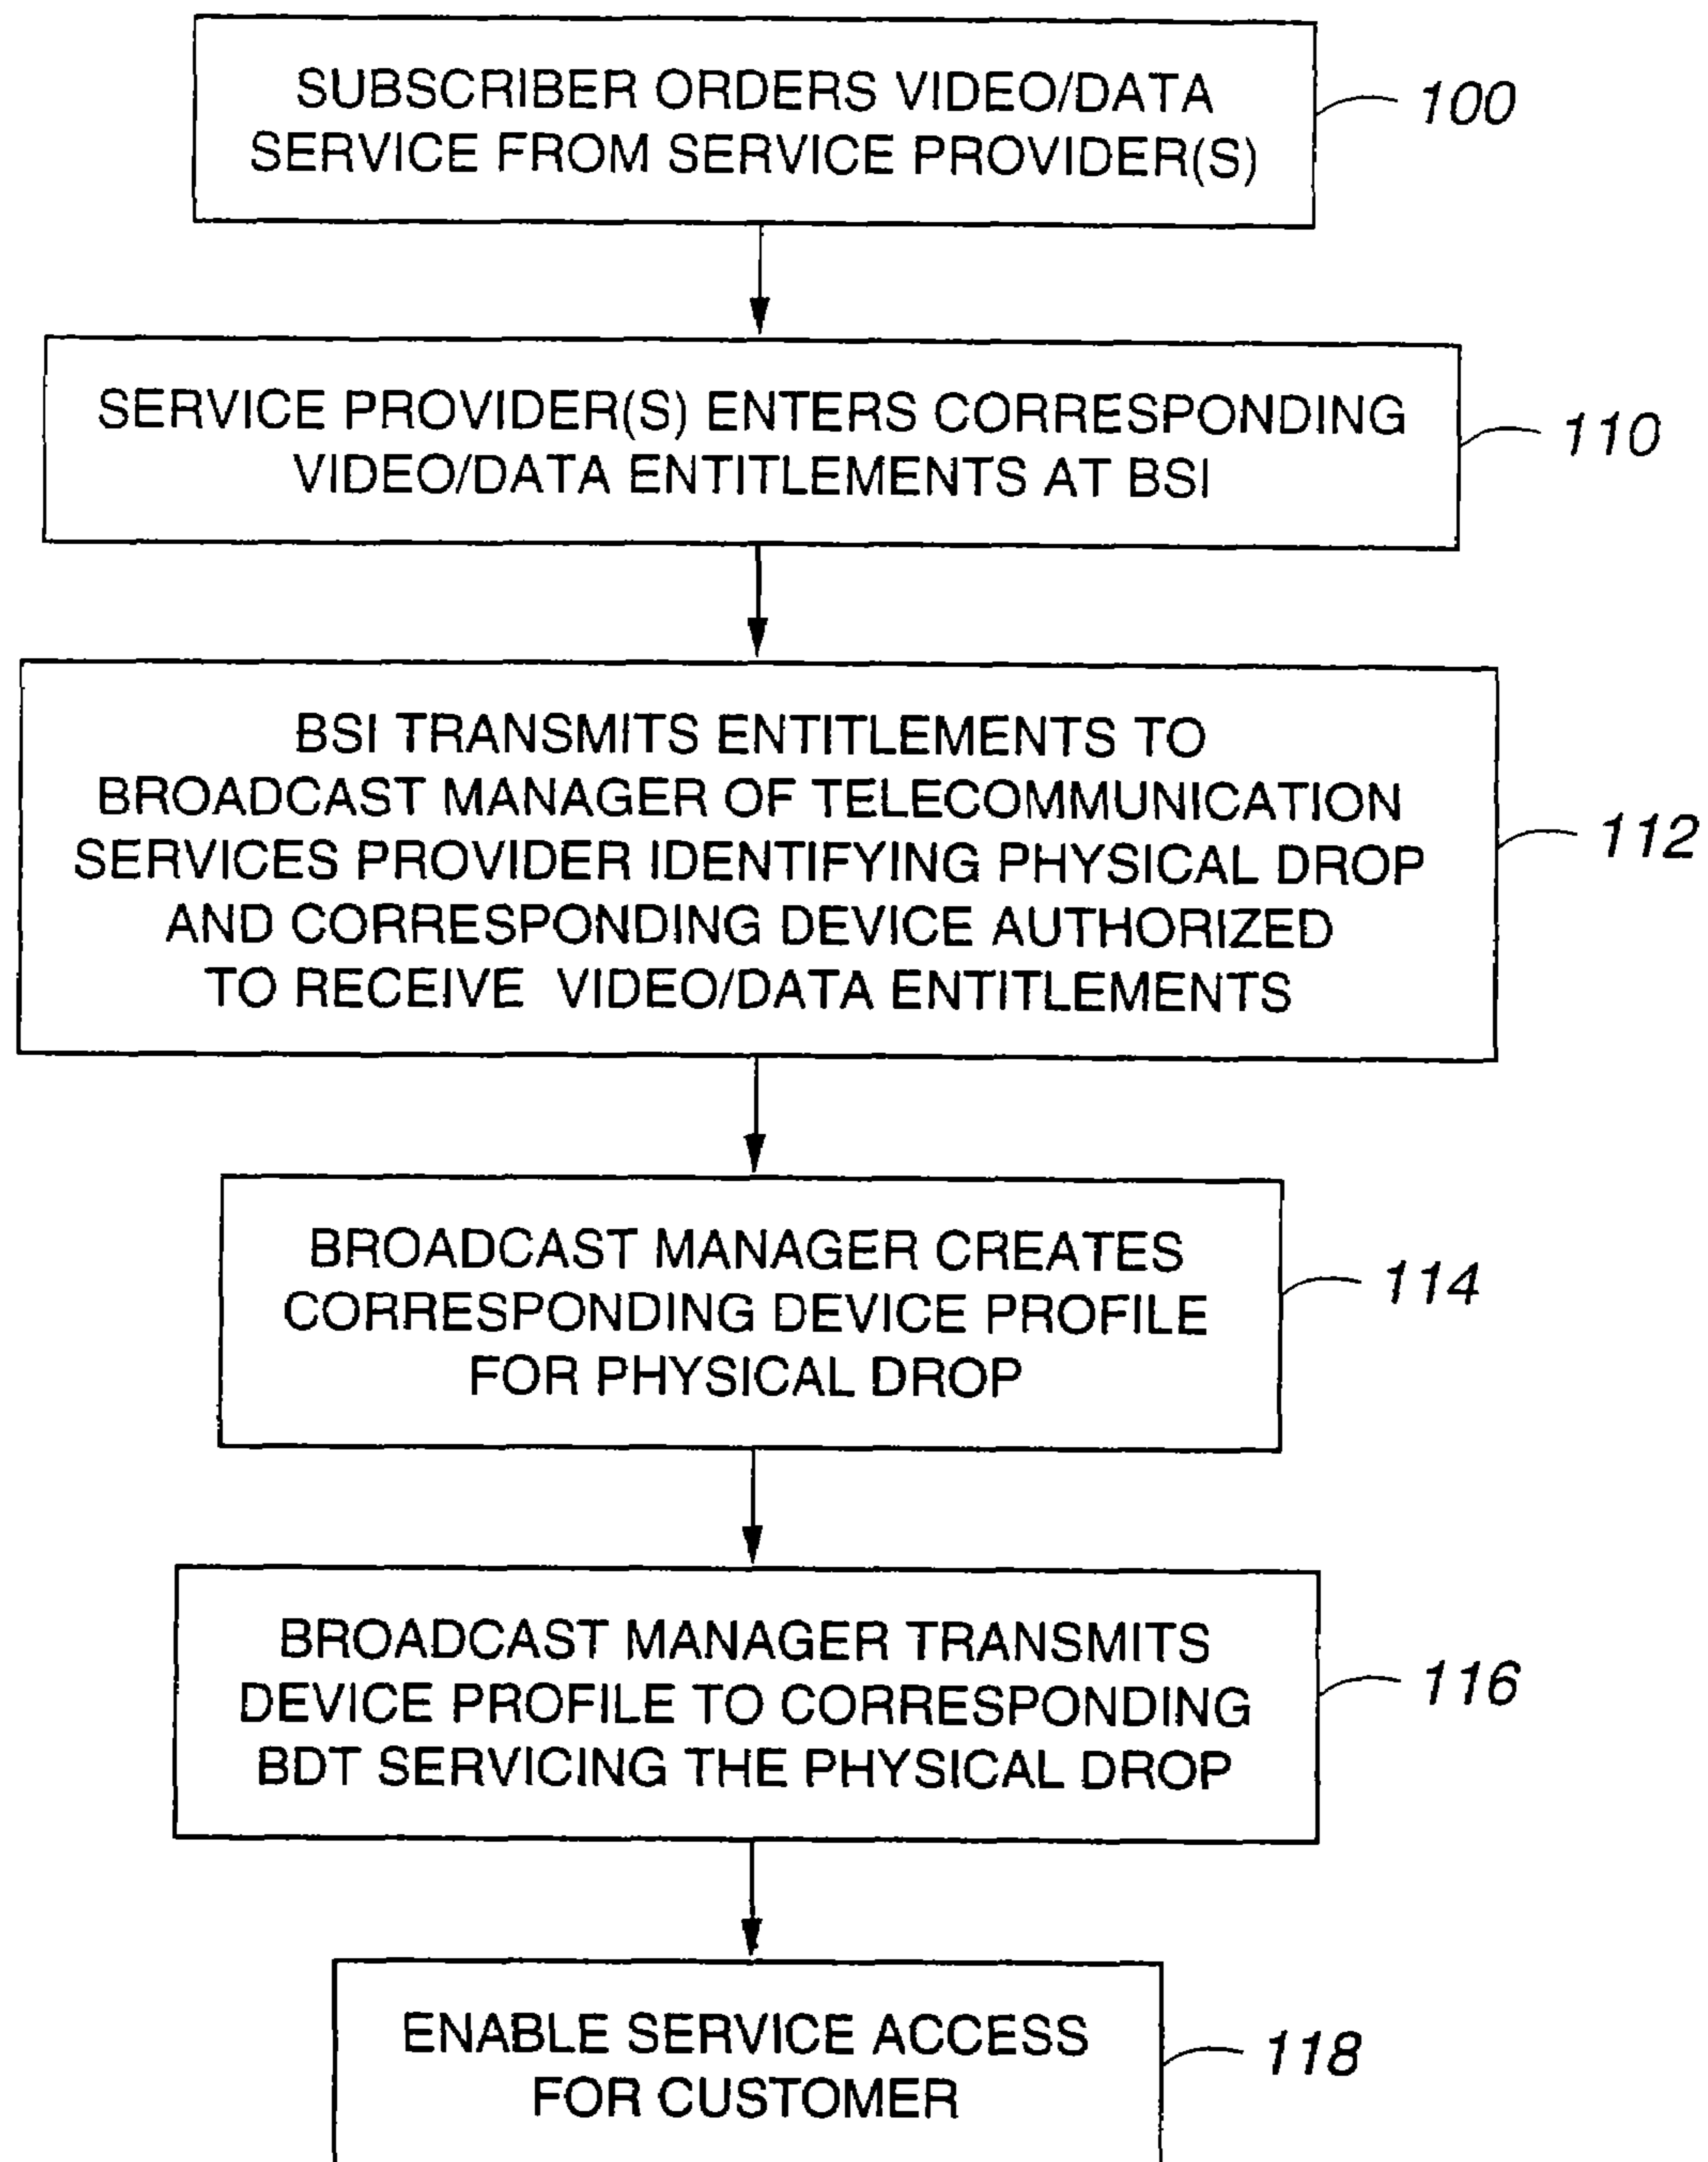 SUBSCRIBER ORDERS VIDEO/DATA
SERVICE FROM SERVICE PROVIDER(S)
100
SERVICE PROVIDER(S) ENTERS CORRESPONDING
VIDEO/DATA ENTITLEMENTS AT BSI
110
BSI TRANSMITS ENTITLEMENTS TO
BROADCAST MANAGER OF TELECOMMUNICATION
SERVICES PROVIDER IDENTIFYING PHYSICAL DROP
AND CORRESPONDING DEVICE AUTHORIZED
TO RECEIVE VIDEO/DATA ENTITLEMENTS
112
BROADCAST MANAGER CREATES
CORRESPONDING DEVICE PROFILE
FOR PHYSICAL DROP
114
BROADCAST MANAGER TRANSMITS
DEVICE PROFILE TO CORRESPONDING
BDT SERVICING THE PHYSICAL DROP
116
ENABLE SERVICE ACCESS
FOR CUSTOMER
118